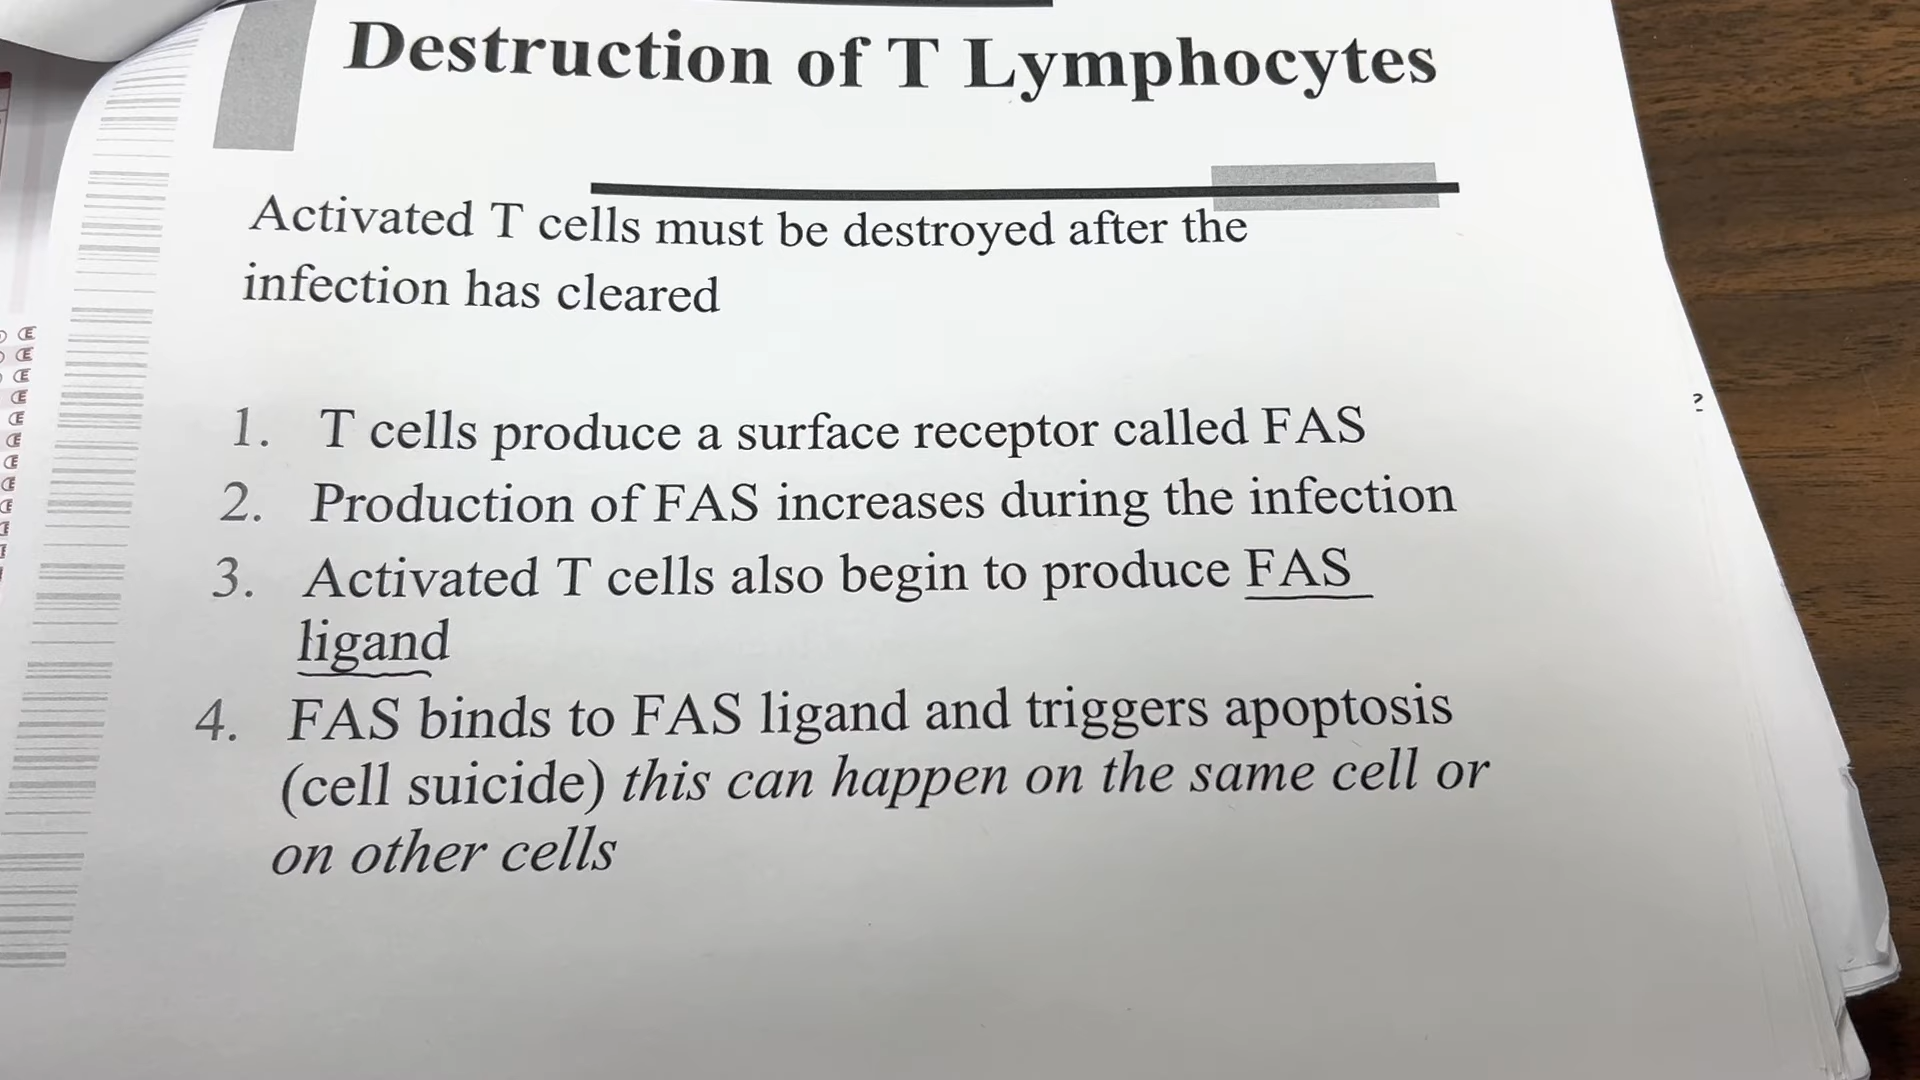 Destruction of T Lymphocytes
Activated T cells must be destroyed after the
infection has cleared
1. T cells produce a surface receptor called FAS
2. Production of FAS increases during the infection
3. Activated T cells also begin to produce FAS
ligand
4. FAS binds to FAS ligand and triggers apoptosis
(cell suicide) this can happen on the same cell or
on other cells
?
E
E
E
E
E
E
E
E
E